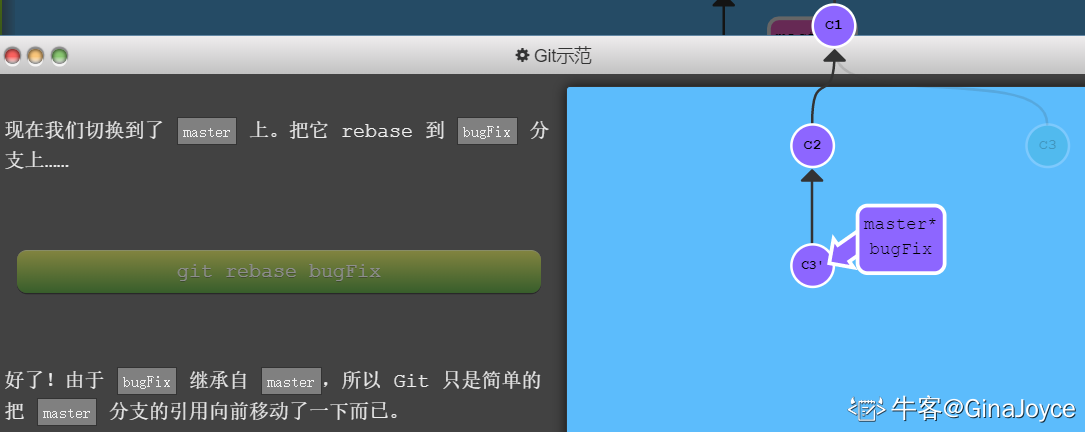 C1
Git示范
现在我们切换到了 master 上。把它 rebase 到 bugFix 分
支上……
C2
C3
git rebase bugFix
master*
bugFix
C3'
好了！由于 bugFix 继承自 master，所以 Git 只是简单的
把 master 分支的引用向前移动了一下而已。
牛客@GinaJoyce